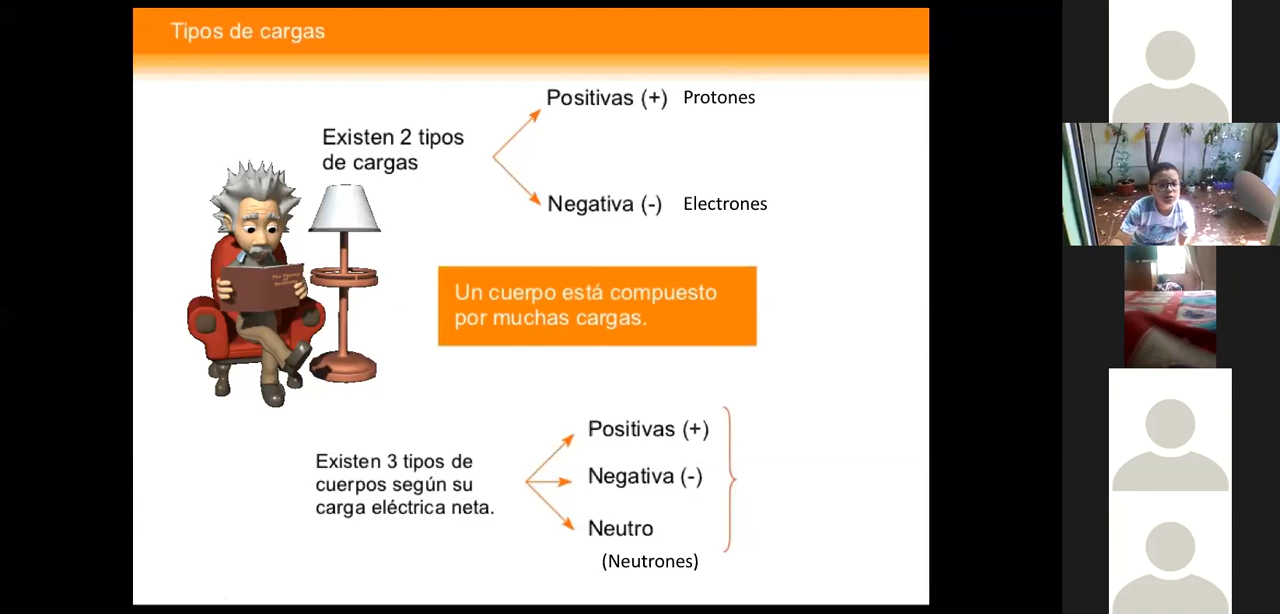 Tipos de cargas
Positivas (+) Protones
Existen 2 tipos
de cargas
Negativa (-) Electrones
Un cuerpo está compuesto
por muchas cargas.
Positivas (+)
Existen 3 tipos de
cuerpos según su
carga eléctrica neta.
Negativa (-)
Neutro
(Neutrones)